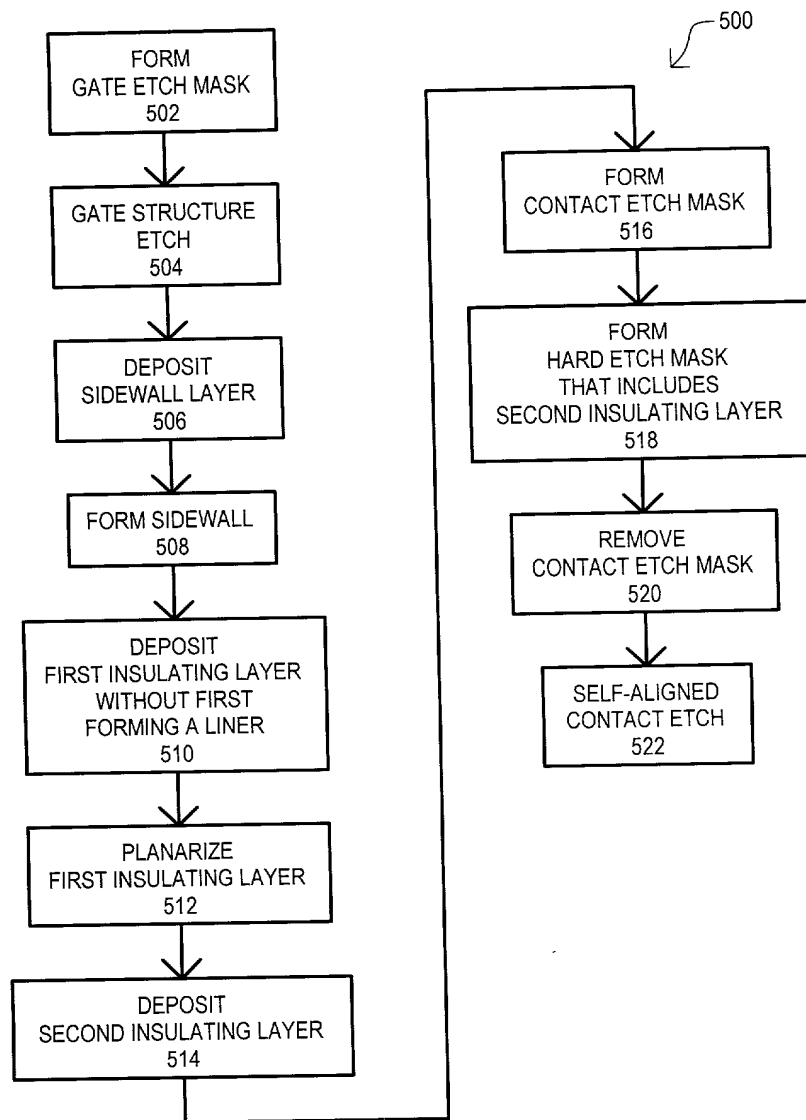 FORM
GATE ETCH MASK
502
GATE STRUCTURE
ETCH
504
DEPOSIT
SIDEWALL LAYER
506
FORM SIDEWALL
508
DEPOSIT
FIRST INSULATING LAYER
WITHOUT FIRST
FORMING A LINER
510
PLANARIZE
FIRST INSULATING LAYER
512
DEPOSIT
SECOND INSULATING LAYER
514
500
FORM
CONTACT ETCH MASK
516
FORM
HARD ETCH MASK
THAT INCLUDES
SECOND INSULATING LAYER
518
REMOVE
CONTACT ETCH MASK
520
SELF-ALIGNED
CONTACT ETCH
522